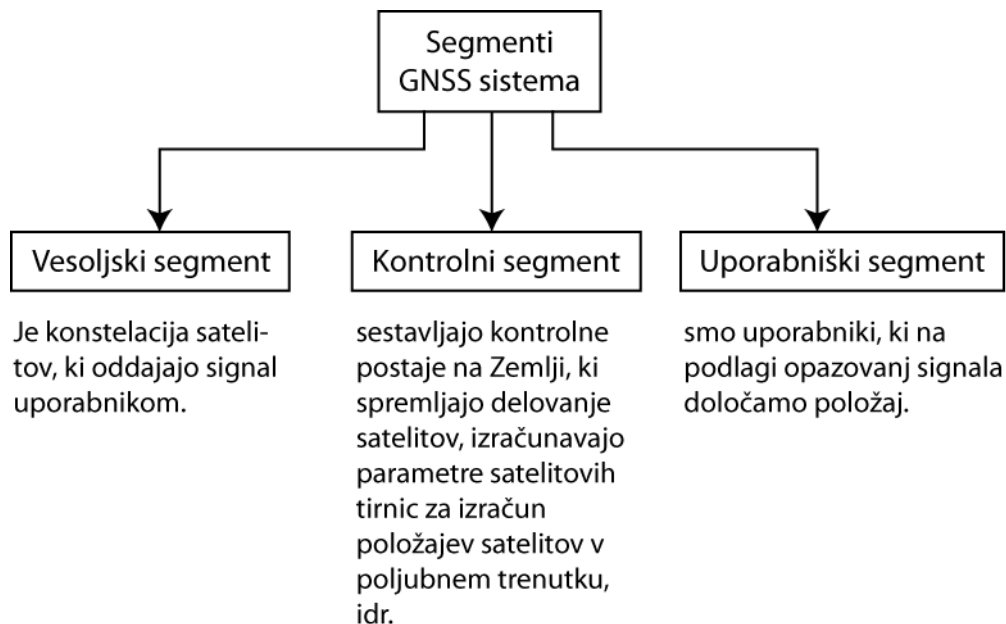 Segmenti
GNSS sistema
Vesoljski segment
Je konstelacija sateli-
tov, ki oddajajo signal
uporabnikom.
Kontrolni segment
sestavljajo kontrolne
postaje na Zemlji, ki
spremljajo delovanje
satelitov, izračunavajo
parametre satelitovih
tirnic za izračun
položajev satelitov v
poljubnem trenutku,
idr.
Uporabniški segment
smo uporabniki, ki na
podlagi opazovanj signala
določamo položaj.